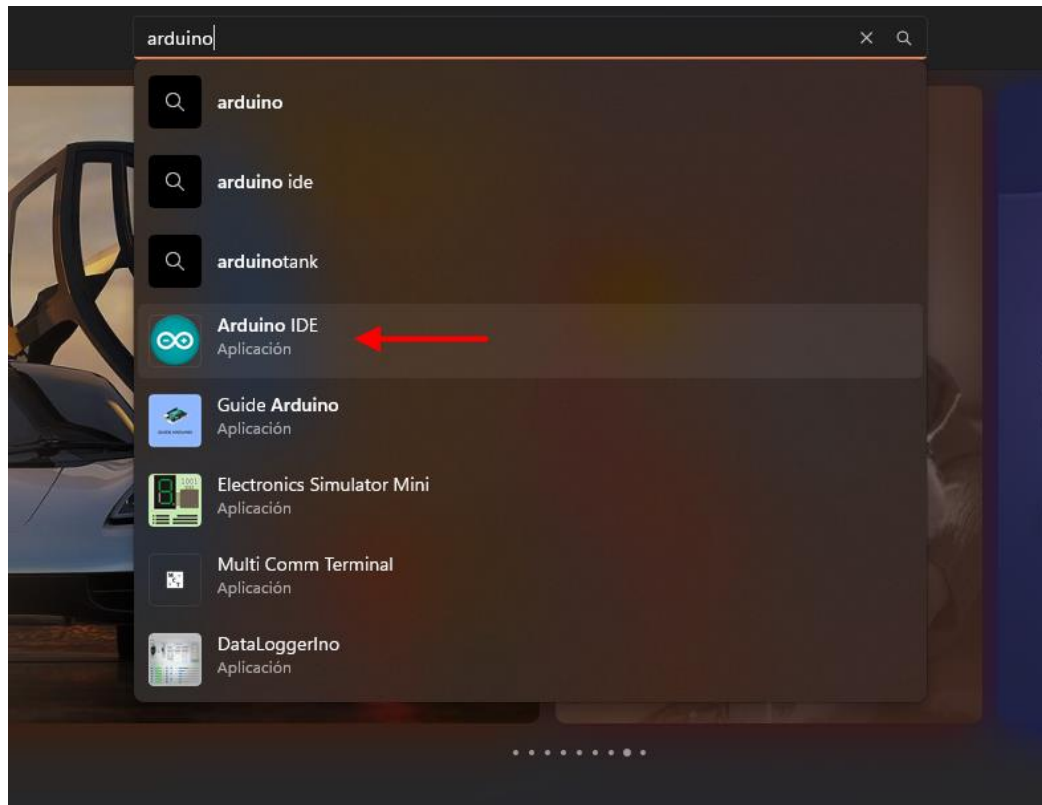 arduino
arduino
arduino ide
arduinotank
Arduino IDE
Aplicación
Guide Arduino
Aplicación
Electronics Simulator Mini
Aplicación
Multi Comm Terminal
Aplicación
DataLoggerIno
Aplicación